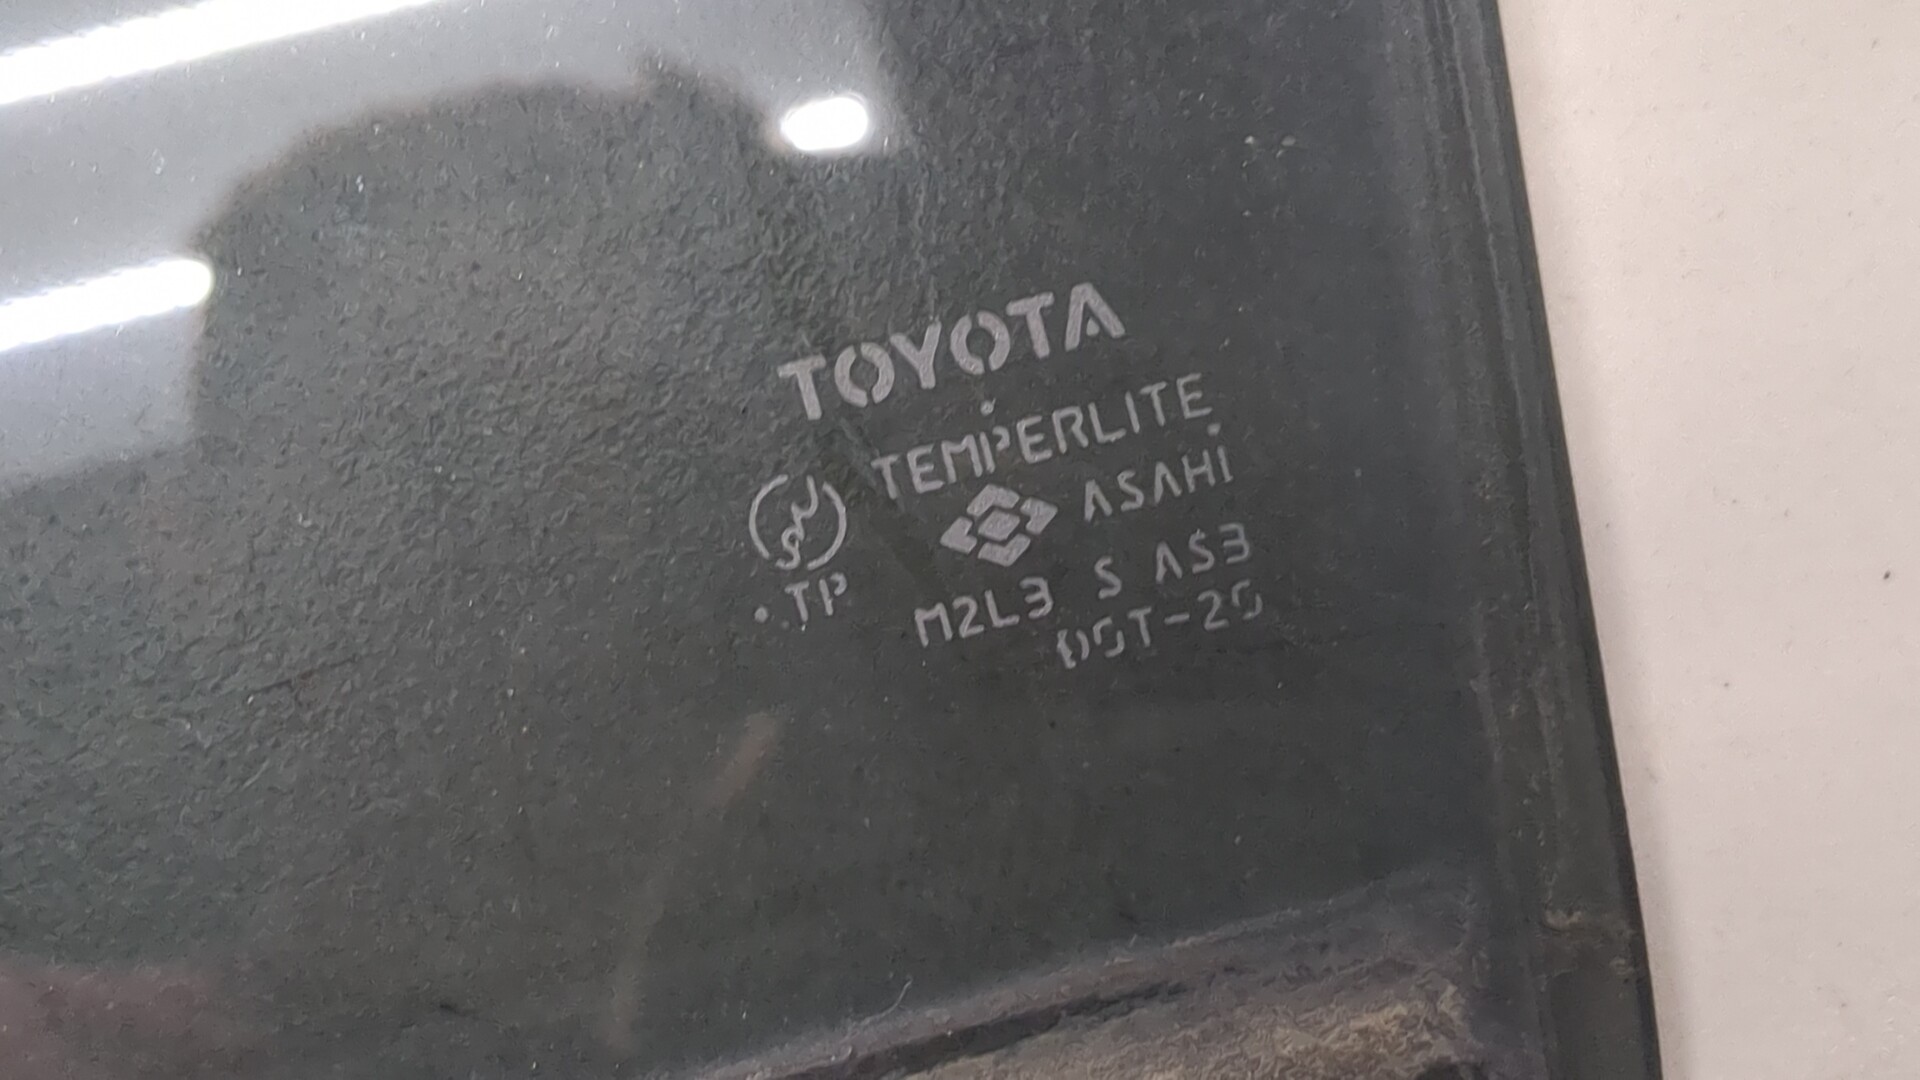 TOYOTA
TEMPERLITE
ASAHI
TP
M2L3 S AS3
DOT-20